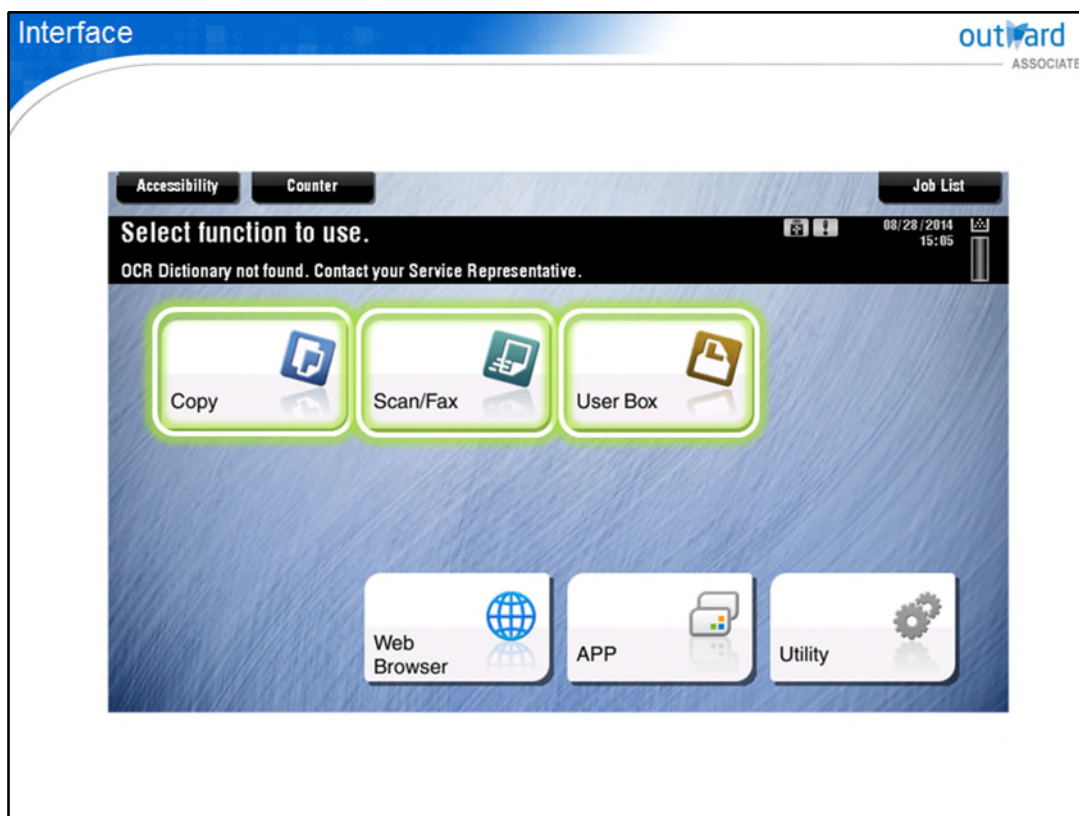 Interface
outward
ASSOCIATE
Accessibility
Counter
Job List
Select function to use.
08/28/2014
15:05
OCR Dictionary not found. Contact your Service Representative.
Copy
Scan/Fax
User Box
Web
Browser
APP
Utility